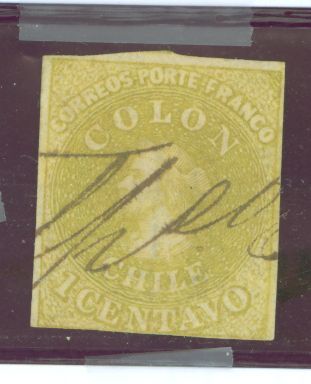 CORREOS PORTE FRANCO
COLON
CHILE
1 CENTAVO